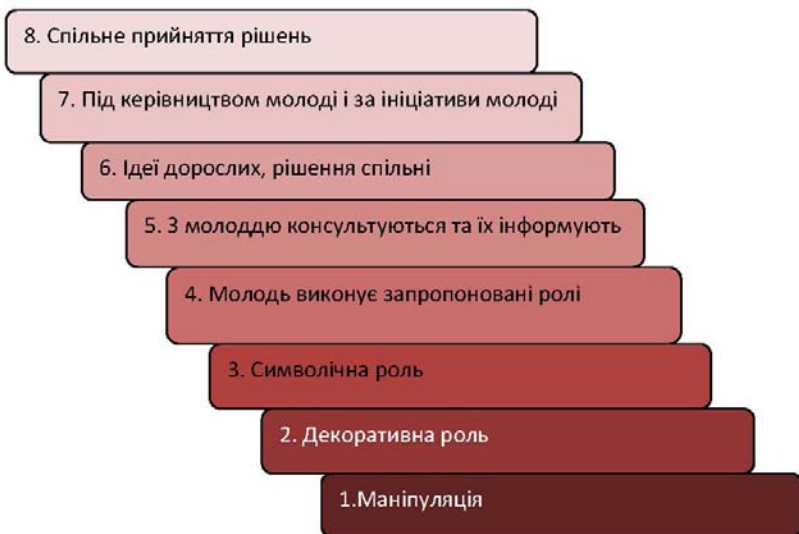 8. Спільне прийняття рішень
7. Під керівництвом молоді і за ініціативи молоді
6. Ідеї дорослих, рішення спільні
5. З молоддю консультуються та їх інформують
4. Молодь виконує запропоновані ролі
3. Символічна роль
2. Декоративна роль
1.Маніпуляція